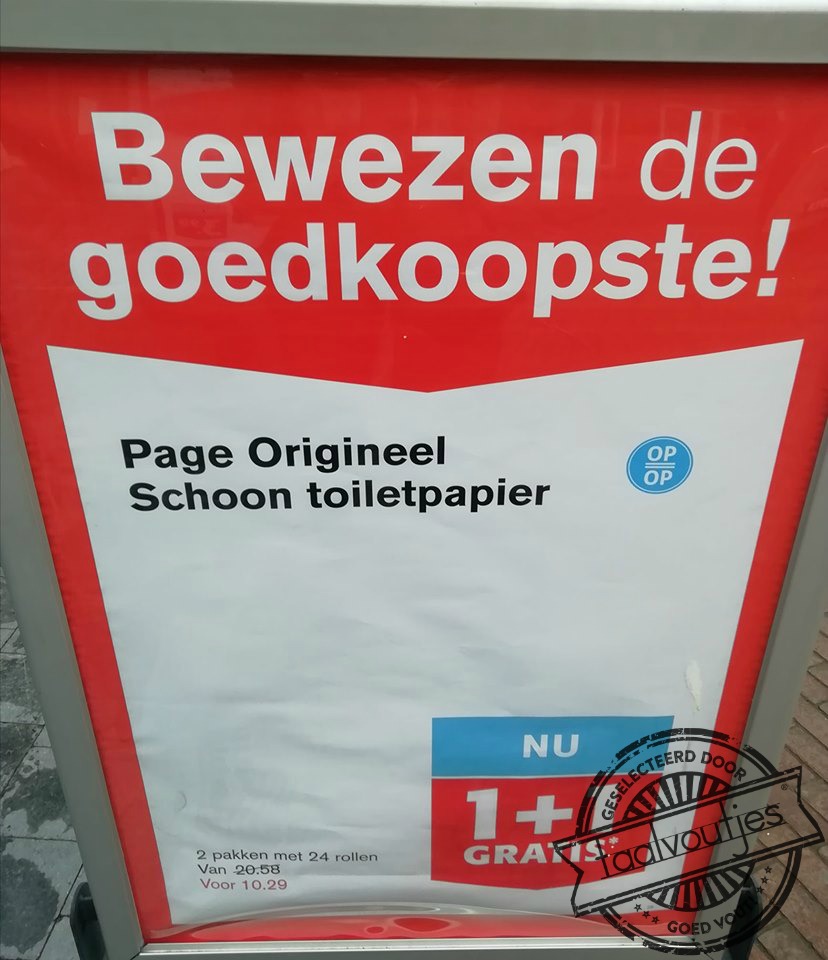 Bewezen de
goedkoopste!
Page Origineel
Schoon toiletpapier
OP
OP
NU
1+
GRATIS*
2 pakken met 24 rollen
Van 20.58
Voor 10.29
GESELECTEERD DOOR
Taalvoutjes®
GOED VOUT